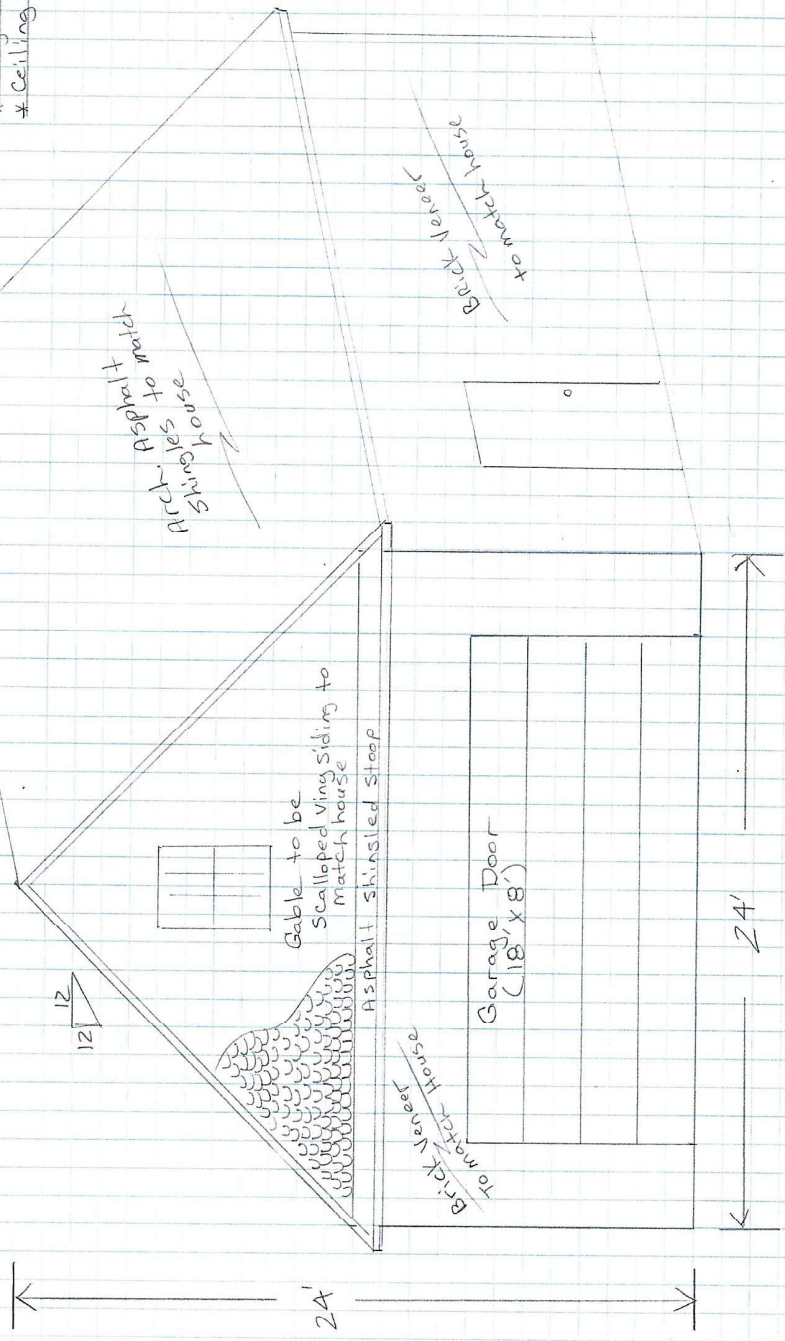 * Ceiling
Arch. Asphalt
Shingles to match
house
12
12
Gable to be
Scalloped Vinyl siding to
match house
Asphalt shingled stoop
Brick Veneer
to match house
Brick Veneer
To match House
Garage Door
(18' x 8')
24'
24'